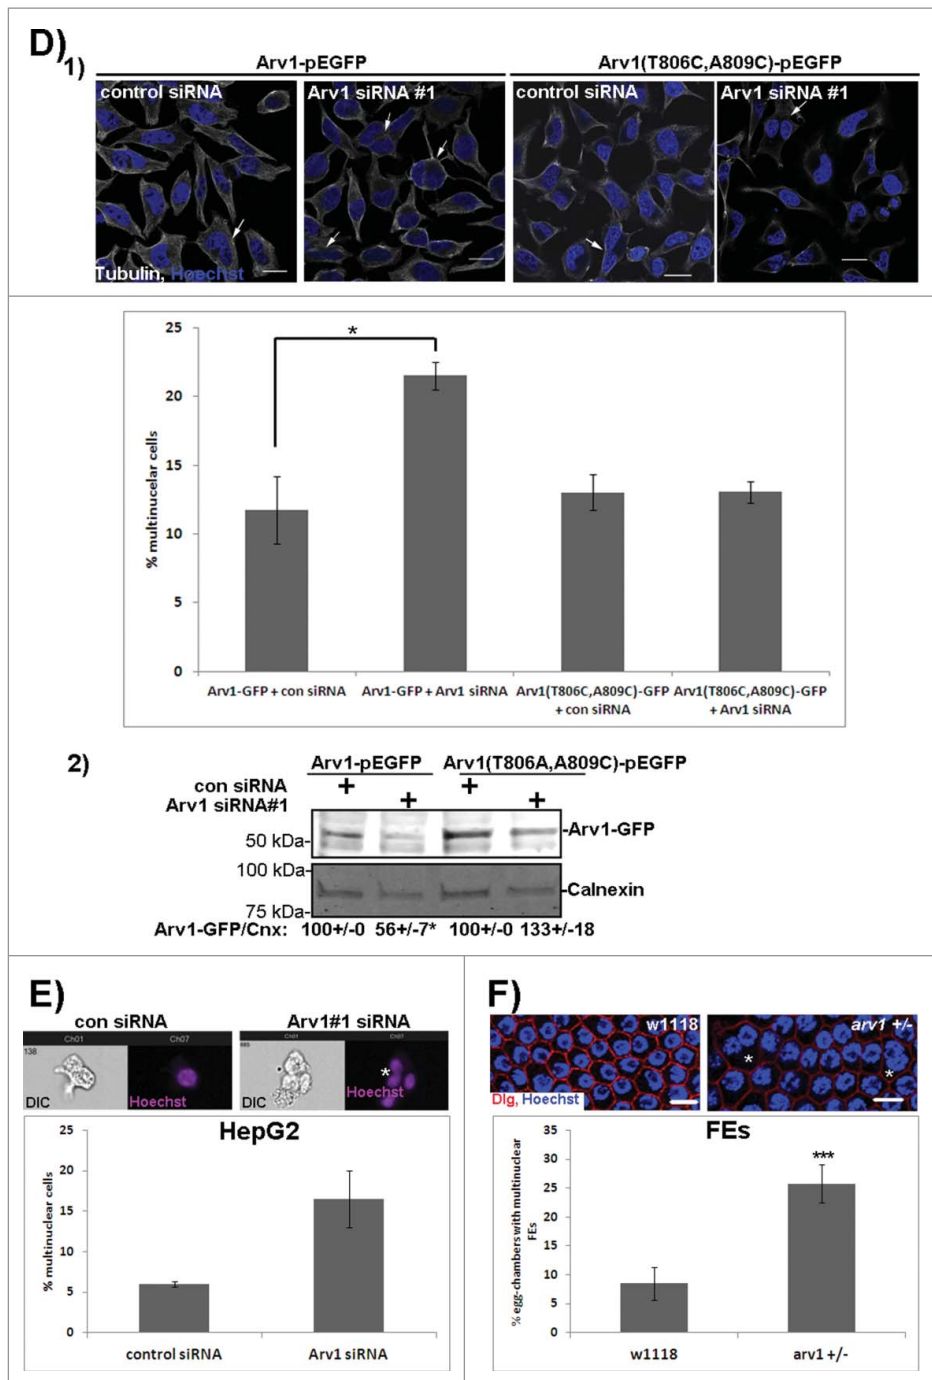 D)
1)
Arv1-pEGFP
Arv1(T806C,A809C)-pEGFP
control siRNA
Arv1 siRNA #1
control siRNA
Arv1 siRNA #1
Tubulin, Hoechst
25
20
15
10
5
0
% multinucelar cells
*
Arv1-GFP + con siRNA
Arv1-GFP + Arv1 siRNA
Arv1(T806C,A809C)-GFP
+ con siRNA
Arv1(T806C,A809C)-GFP
+ Arv1 siRNA
2)
Arv1-pEGFP
Arv1(T806A,A809C)-pEGFP
con siRNA + +
Arv1 siRNA#1 + +
50 kDa-
-Arv1-GFP
100 kDa-
75 kDa-
-Calnexin
Arv1-GFP/Cnx: 100+/-0 56+/-7* 100+/-0 133+/-18
E)
con siRNA
Arv1#1 siRNA
Ch01
Ch07
Ch01
Ch01
138
DIC
Hoechst
DIC
*
Hoechst
HepG2
25
20
15
10
5
0
% multinuclear cells
control siRNA
Arv1 siRNA
F)
w1118
arv1 +/-
*
*
Dlg, Hoechst
FEs
35
30
25
20
15
10
5
0
% egg-chambers with multinuclear
FEs
***
w1118
arv1 +/-